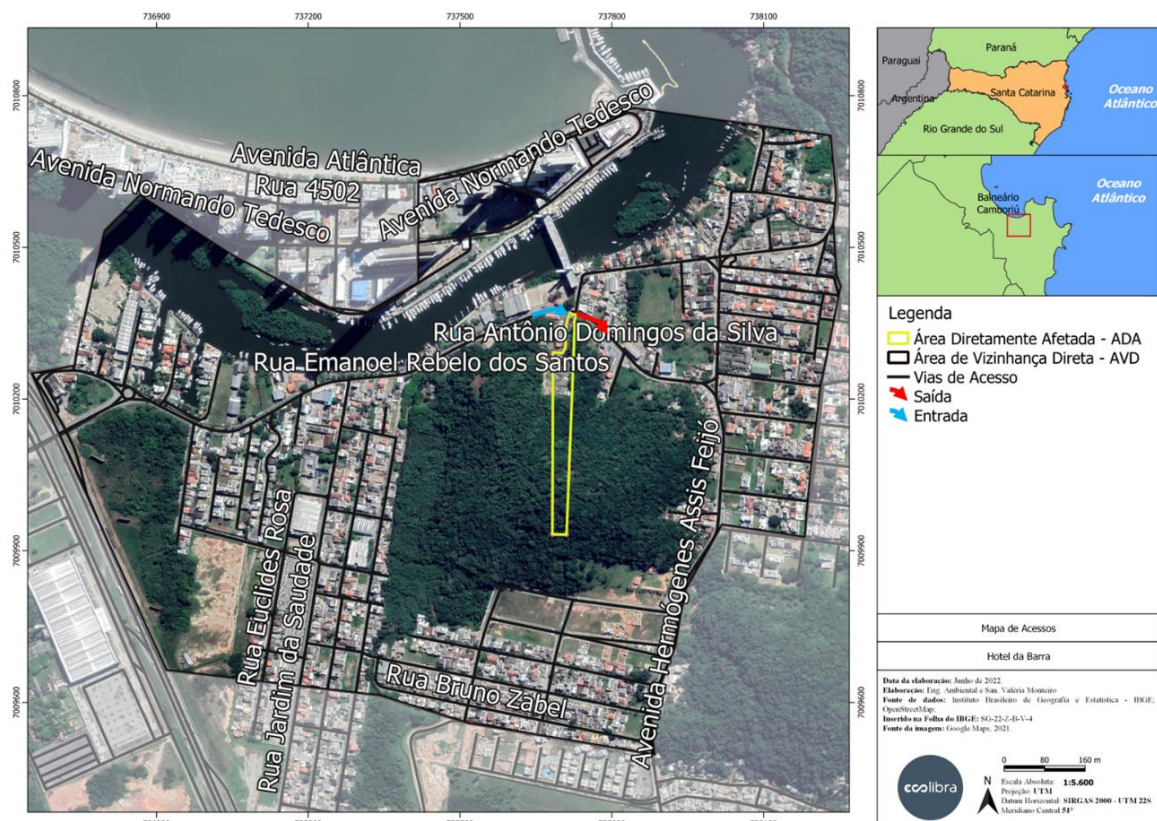 736900 737200 737500 737800 738100
7010800
7010500
7010200
7009900
7009600
7010800
7010500
7010200
7009900
7009600
Avenida Atlântica
Rua 4502
Avenida Normando Tedesco
Avenida Normando Tedesco
Rua Antônio Domingos da Silva
Rua Emanoel Rebelo dos Santos
Rua Euclides Rosa
Rua Jardim da Saudade
Rua Bruno Zabel
Avenida Hermógenes Assis Feijó
Paraná
Paraguai
Santa Catarina
Argentina
Rio Grande do Sul
Oceano
Atlântico
Balneário
Camboriú
Oceano
Atlântico
Legenda
Área Diretamente Afetada - ADA
Área de Vizinhança Direta - AVD
Vias de Acesso
Saída
Entrada
Mapa de Acessos
Hotel da Barra
Data da elaboração: Junho de 2022.
Elaboração: Eng. Ambiental e San. Valéria Monteiro
Fonte de dados: Instituto Brasileiro de Geografia e Estatística - IBGE;
OpenStreetMap;
Inserido na Folha do IBGE: SG-22-Z-B-V-4
Fonte da imagem: Google Maps, 2021.
ecolibra
0 80 160 m
N
Escala Absoluta: 1:5.600
Projeção: UTM
Datum Horizontal: SIRGAS 2000 - UTM 22S
Meridiano Central 51°